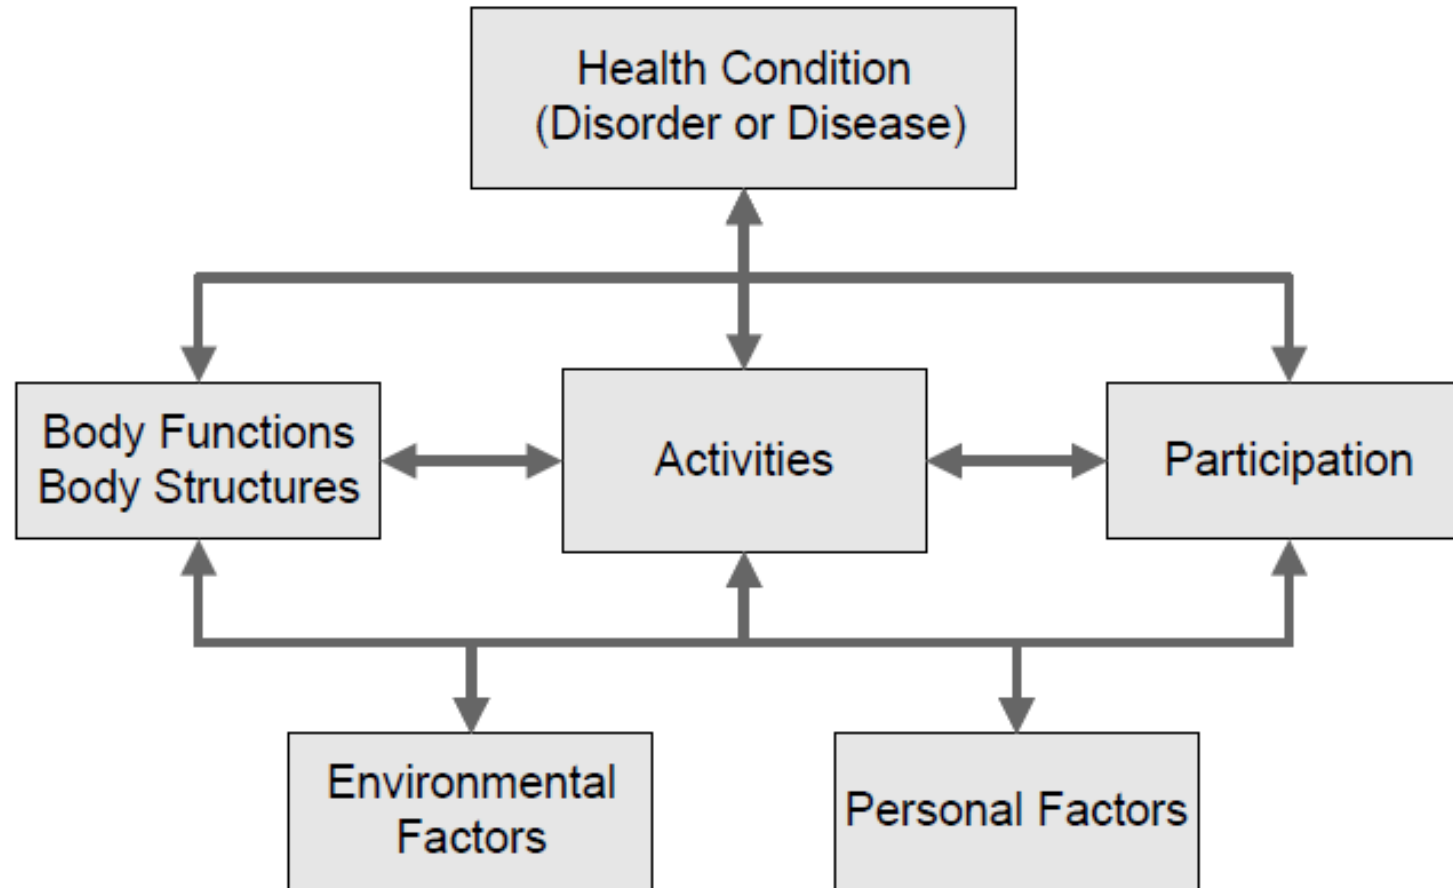 Health Condition
(Disorder or Disease)
Body Functions
Body Structures
Activities
Participation
Environmental
Factors
Personal Factors